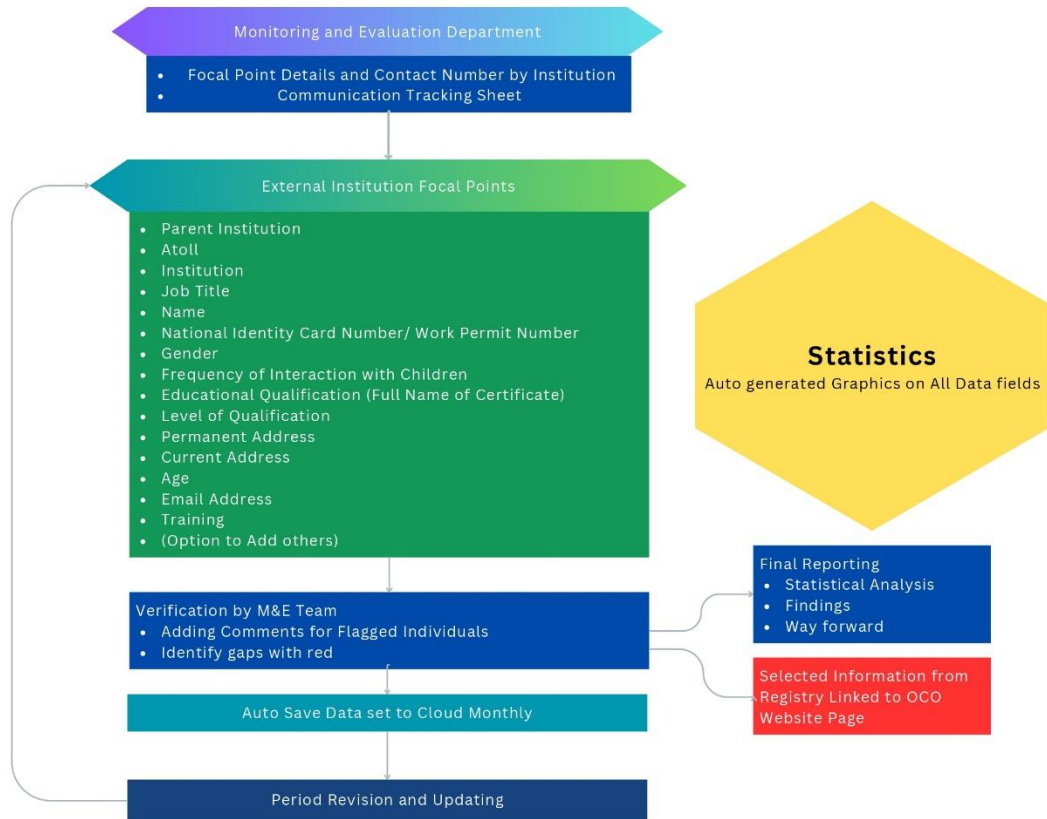 Monitoring and Evaluation Department
• Focal Point Details and Contact Number by Institution
• Communication Tracking Sheet
External Institution Focal Points
• Parent Institution
• Atoll
• Institution
• Job Title
• Name
• National Identity Card Number/ Work Permit Number
• Gender
• Frequency of Interaction with Children
• Educational Qualification (Full Name of Certificate)
• Level of Qualification
• Permanent Address
• Current Address
• Age
• Email Address
• Training
• (Option to Add others)
Statistics
Auto generated Graphics on All Data fields
Verification by M&E Team
• Adding Comments for Flagged Individuals
• Identify gaps with red
Final Reporting
• Statistical Analysis
• Findings
• Way forward
Selected Information from
Registry Linked to OCO
Website Page
Auto Save Data set to Cloud Monthly
Period Revision and Updating